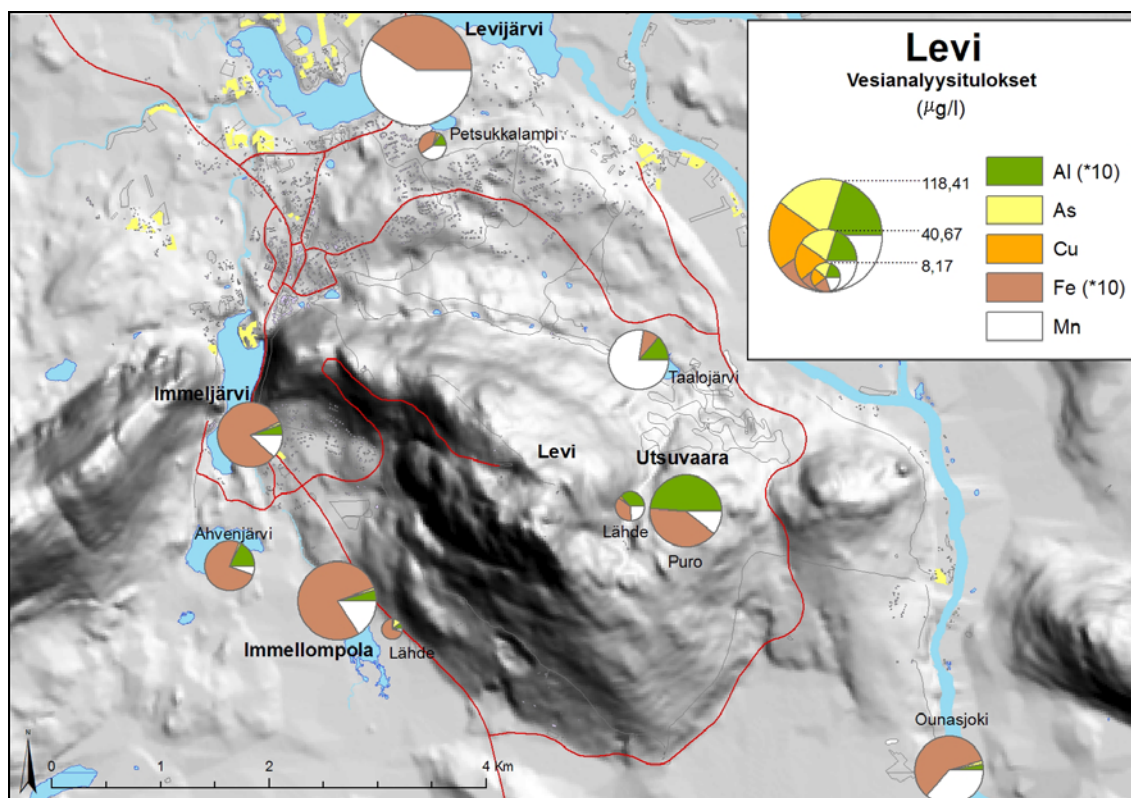 Levijärvi
Petsukkalampi
Levi
Vesianalyysitulokset
(µg/l)
118,41
40,67
8,17
Al (*10)
As
Cu
Fe (*10)
Mn
Immeljärvi
Taalojärvi
Levi
Utsuvaara
Lähde
Puro
Ahvenjärvi
Immellompola
Lähde
Ounasjoki
N
0
1
2
4 Km